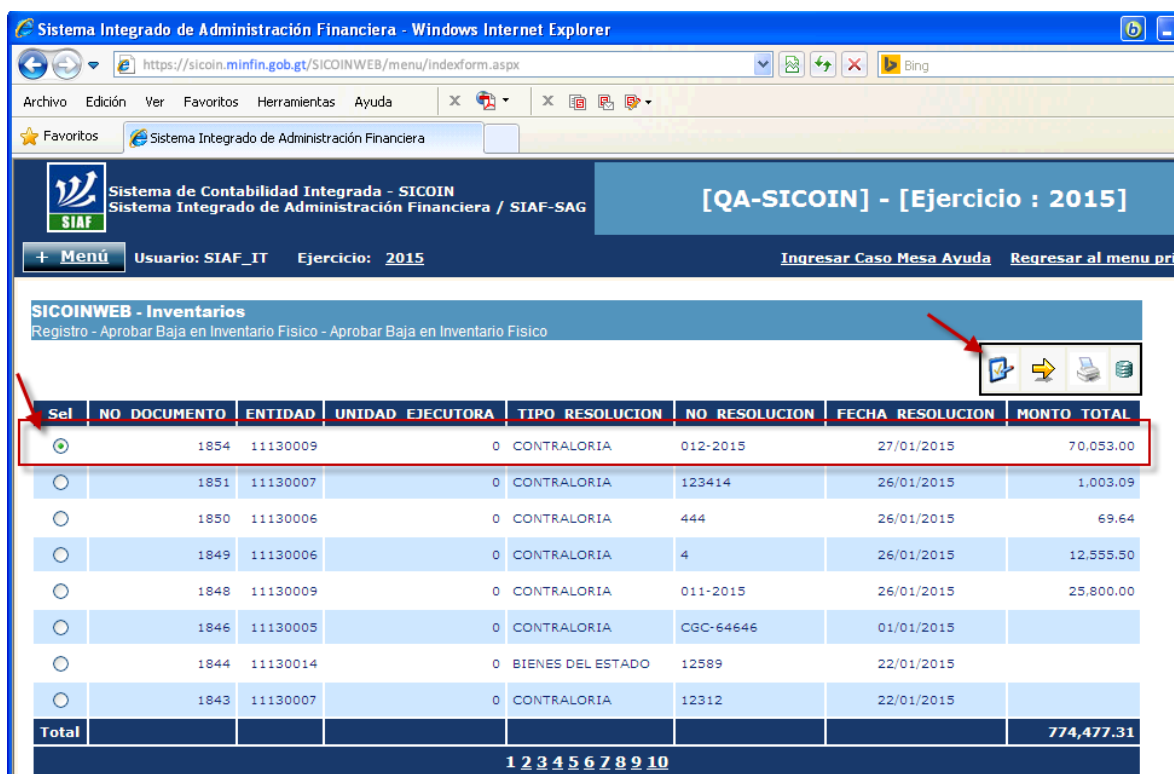 Sistema Integrado de Administración Financiera - Windows Internet Explorer
https://sicoin.minfin.gob.gt/SICOINWEB/menu/indexform.aspx Bing
Archivo Edición Ver Favoritos Herramientas Ayuda
Favoritos Sistema Integrado de Administración Financiera
SIAF
Sistema de Contabilidad Integrada - SICOIN
Sistema Integrado de Administración Financiera / SIAF-SAG
[QA-SICOIN] - [Ejercicio : 2015]
+ Menú Usuario: SIAF_IT Ejercicio: 2015 Ingresar Caso Mesa Ayuda Regresar al menu pri
SICOINWEB - Inventarios
Registro - Aprobar Baja en Inventario Fisico - Aprobar Baja en Inventario Fisico
Sel NO DOCUMENTO ENTIDAD UNIDAD EJECUTORA TIPO RESOLUCION NO RESOLUCION FECHA RESOLUCION MONTO TOTAL
1854 11130009 0 CONTRALORIA 012-2015 27/01/2015 70,053.00
1851 11130007 0 CONTRALORIA 123414 26/01/2015 1,003.09
1850 11130006 0 CONTRALORIA 444 26/01/2015 69.64
1849 11130006 0 CONTRALORIA 4 26/01/2015 12,555.50
1848 11130009 0 CONTRALORIA 011-2015 26/01/2015 25,800.00
1846 11130005 0 CONTRALORIA CGC-64646 01/01/2015
1844 11130014 0 BIENES DEL ESTADO 12589 22/01/2015
1843 11130007 0 CONTRALORIA 12312 22/01/2015
Total 774,477.31
1 2 3 4 5 6 7 8 9 10